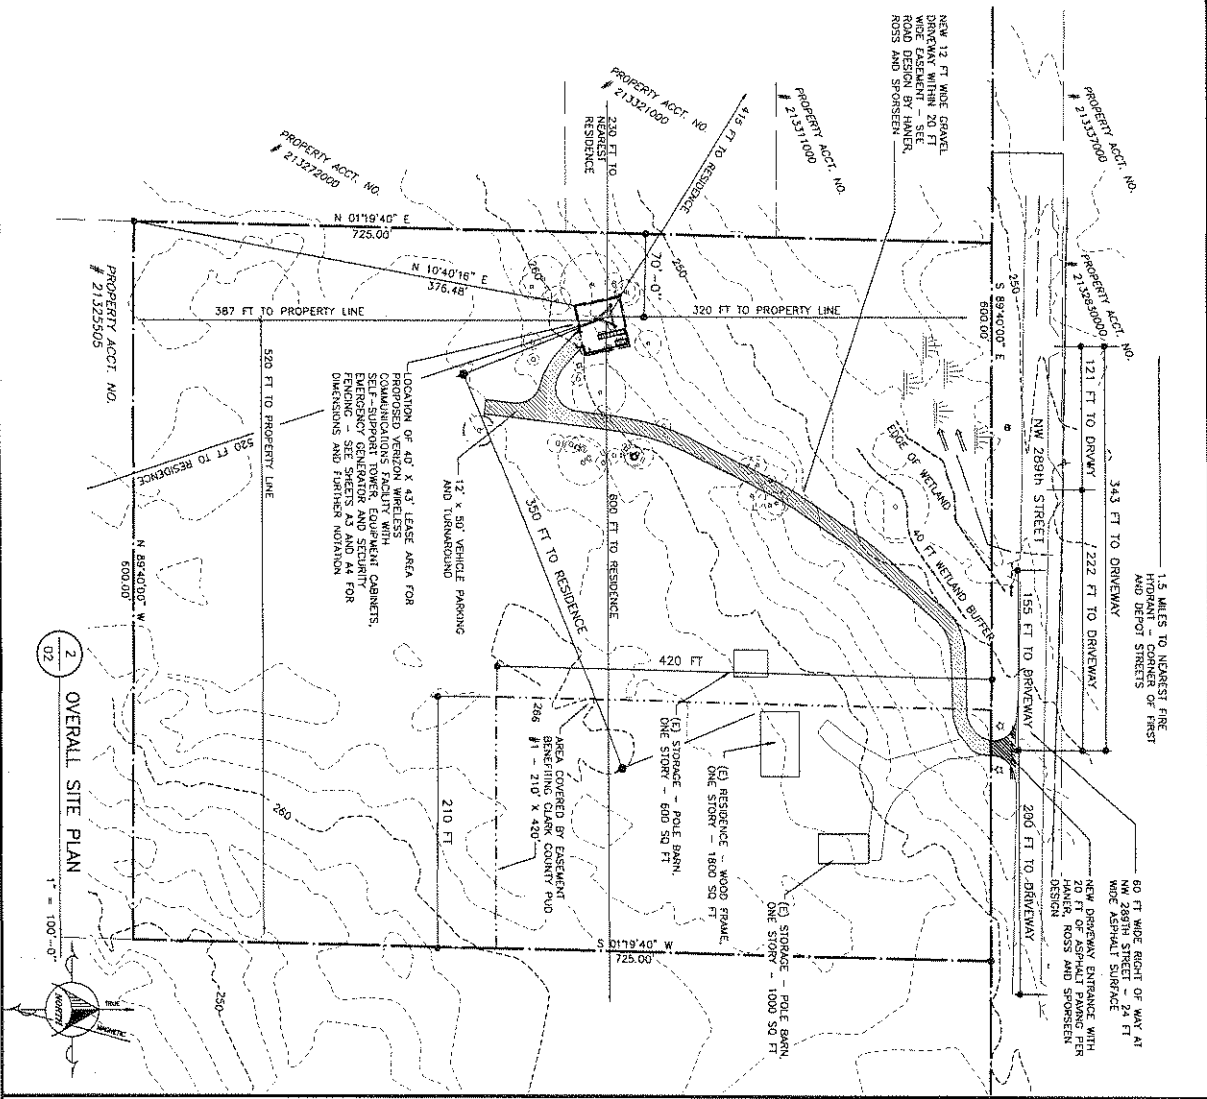 NEW 12 FT WIDE GRAVEL
DRIVEWAY WITHIN 20 FT
WIDE EASEMENT - SEE
ROAD DESIGN BY HANER,
ROSS AND SPORSEEN
PROPERTY ACCT. NO.
# 213337000
PROPERTY ACCT. NO.
# 213311000
PROPERTY ACCT. NO.
# 213321000
PROPERTY ACCT. NO.
# 213272000
PROPERTY ACCT. NO.
# 213255005
PROPERTY ACCT. NO.
# 2132630000
415 FT TO RESIDENCE
230 FT TO
NEAREST
RESIDENCE
N 01°19'40" E
725.00'
N 10°40'16" E
376.48'
70'-0"
260
250
250
387 FT TO PROPERTY LINE
320 FT TO PROPERTY LINE
S 89°40'00" E
600.00'
NW 289th STREET
121 FT TO DRVWY
343 FT TO DRIVEWAY
222 FT TO DRIVEWAY
155 FT TO DRIVEWAY
200 FT TO DRIVEWAY
1.5 MILES TO NEAREST FIRE
HYDRANT - CORNER OF FIRST
AND DEPOT STREETS
60 FT WIDE RIGHT OF WAY AT
NW 289TH STREET - 24 FT
WIDE ASPHALT SURFACE
NEW DRIVEWAY ENTRANCE WITH
20 FT OF ASPHALT PAVING PER
HANER, ROSS AND SPORSEEN
DESIGN
EDGE OF WETLAND
40 FT WETLAND BUFFER
520 FT TO PROPERTY LINE
520 FT TO RESIDENCE
LOCATION OF 40' X 43' LEASE AREA FOR
PROPOSED VERIZON WIRELESS
COMMUNICATIONS FACILITY WITH
SELF-SUPPORT TOWER, EQUIPMENT CABINETS,
EMERGENCY GENERATOR AND SECURITY
FENCING - SEE SHEETS A3 AND A4 FOR
DIMENSIONS AND FURTHER NOTATION
12' x 50' VEHICLE PARKING
AND TURNAROUND
350 FT TO RESIDENCE
600 FT TO RESIDENCE
420 FT
(E) STORAGE - POLE BARN,
ONE STORY - 600 SQ FT
(E) RESIDENCE - WOOD FRAME,
ONE STORY - 1800 SQ FT
(E) STORAGE - POLE BARN,
ONE STORY - 1000 SQ FT
266
AREA COVERED BY EASEMENT
BENEFITING CLARK COUNTY PUD
#1 - 210' X 420'
210 FT
260
250
N 89°40'00" W
600.00'
S 01°19'40" W
725.00'
2
02
OVERALL SITE PLAN
1" = 100'-0"
NORTH
TRUE
MAGNETIC